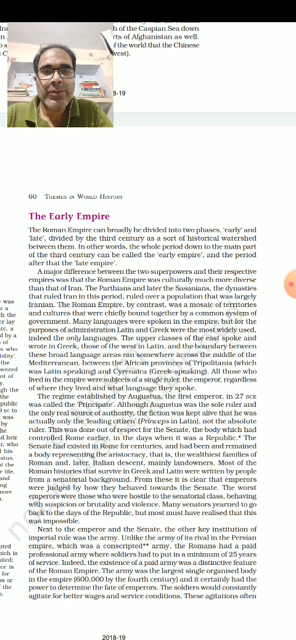 h of the Caspian Sea down
rts of Afghanistan as well.
f the world that the Chinese
west).
8-19
60 THEMES IN WORLD HISTORY
The Early Empire
The Roman Empire can broadly be divided into two phases, 'early' and
'late', divided by the third century as a sort of historical watershed
between them. In other words, the whole period down to the main
part of the third century can be called the 'early empire', and the period
after that the 'late empire'.
A major difference between the two superpowers and their respective
empires was that the Roman Empire was culturally much more diverse
than that of Iran. The Parthians and later the Sasanians, the dynasties
that ruled Iran in this period, ruled over a population that was largely
Iranian. The Roman Empire, by contrast, was a mosaic of territories
and cultures that were chiefly bound together by a common system of
government. Many languages were spoken in the empire, but for the
purposes of administration Latin and Greek were the most widely used,
indeed the only languages. The upper classes of the east spoke and
wrote in Greek, those of the west in Latin, and the boundary between
these broad language areas ran somewhere across the middle of the
Mediterranean, between the African provinces of Tripolitania (which
was Latin speaking) and Cyrenaica (Greek-speaking). All those who
lived in the empire were subjects of a single ruler, the emperor, regardless
of where they lived and what language they spoke.
The regime established by Augustus, the first emperor, in 27 BCE
was called the 'Principate'. Although Augustus was the sole ruler and
the only real source of authority, the fiction was kept alive that he was
actually only the 'leading citizen' (Princeps in Latin), not the absolute
ruler. This was done out of respect for the Senate, the body which had
controlled Rome earlier, in the days when it was a Republic.* The
Senate had existed in Rome for centuries, and had been and remained
a body representing the aristocracy, that is, the wealthiest families of
Roman and, later, Italian descent, mainly landowners. Most of the
Roman histories that survive in Greek and Latin were written by people
from a senatorial background. From these it is clear that emperors
were judged by how they behaved towards the Senate. The worst
emperors were those who were hostile to the senatorial class, behaving
with suspicion or brutality and violence. Many senators yearned to go
back to the days of the Republic, but most must have realised that this
was impossible.
Next to the emperor and the Senate, the other key institution of
imperial rule was the army. Unlike the army of its rival in the Persian
empire, which was a conscripted** army, the Romans had a paid
professional army where soldiers had to put in a minimum of 25 years
of service. Indeed, the existence of a paid army was a distinctive feature
of the Roman Empire. The army was the largest single organised body
in the empire (600,000 by the fourth century) and it certainly had the
power to determine the fate of emperors. The soldiers would constantly
agitate for better wages and service conditions. These agitations often
2018-19